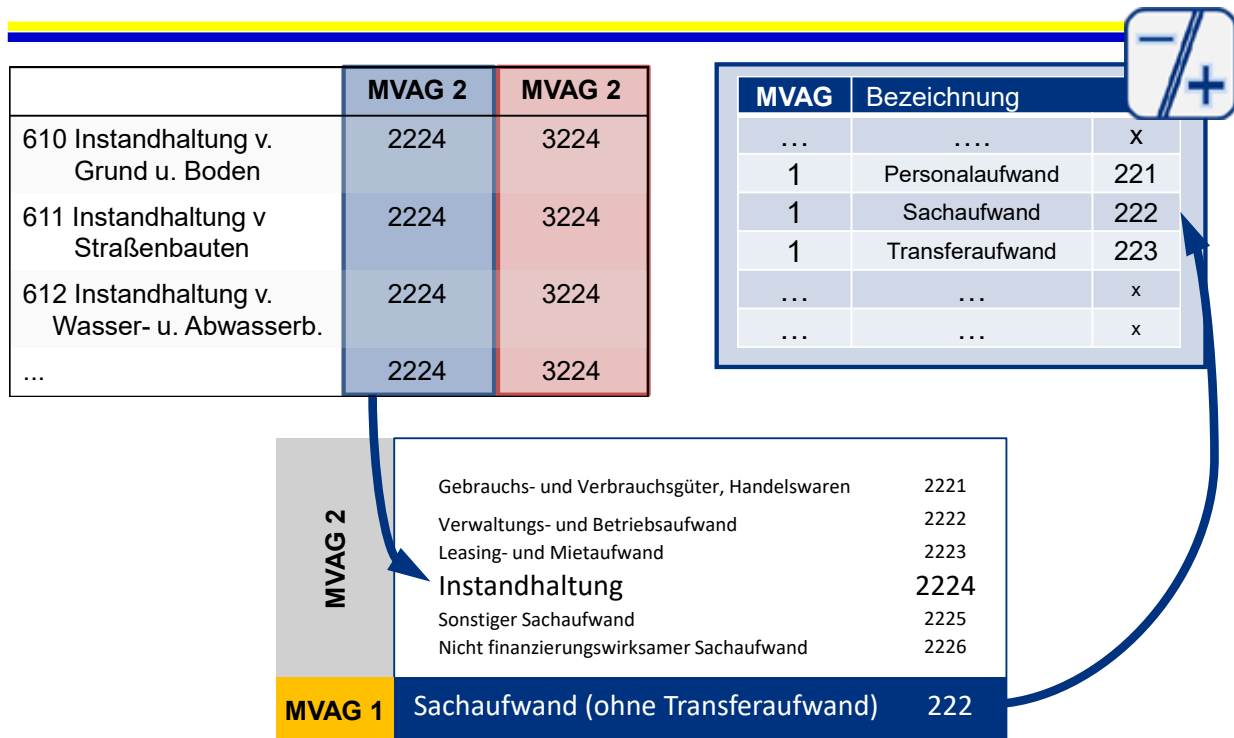 MVAG 2 MVAG 2
610 Instandhaltung v. 2224 3224
Grund u. Boden
611 Instandhaltung v 2224 3224
Straßenbauten
612 Instandhaltung v. 2224 3224
Wasser- u. Abwasserb.
... 2224 3224
− / +
MVAG Bezeichnung
... .... x
1 Personalaufwand 221
1 Sachaufwand 222
1 Transferaufwand 223
... ... x
... ... x
MVAG 2
Gebrauchs- und Verbrauchsgüter, Handelswaren 2221
Verwaltungs- und Betriebsaufwand 2222
Leasing- und Mietaufwand 2223
Instandhaltung 2224
Sonstiger Sachaufwand 2225
Nicht finanzierungswirksamer Sachaufwand 2226
MVAG 1 Sachaufwand (ohne Transferaufwand) 222